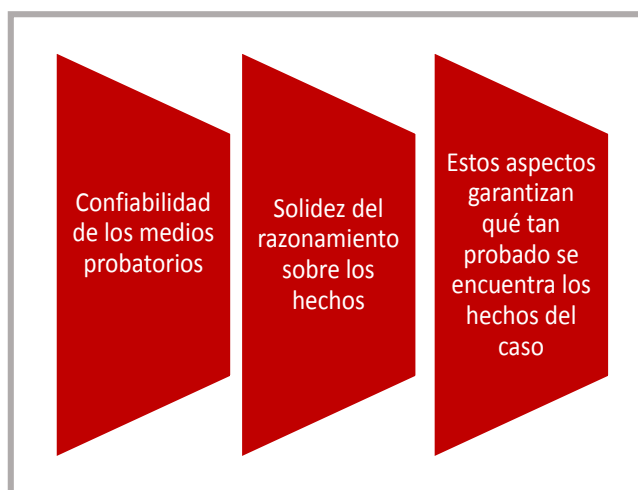 Confiabilidad
de los medios
probatorios
Solidez del
razonamiento
sobre los
hechos
Estos aspectos
garantizan
qué tan
probado se
encuentra los
hechos del
caso